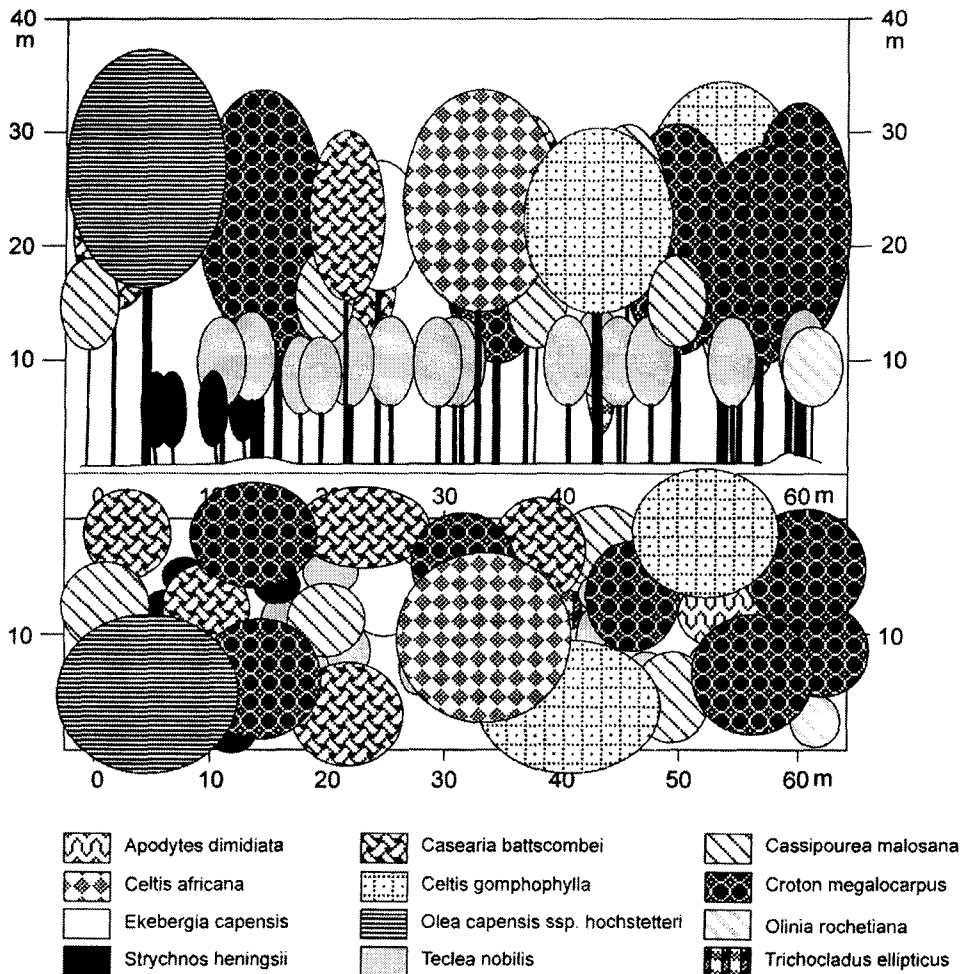 40 40
m m
30 30
20 20
10 10
0 10 20 30 40 60 m
10 10
0 10 20 30 40 50 60 m
Apodytes dimidiata Casearia battscombei Cassipourea malosana
Celtis africana Celtis gomphophylla Croton megalocarpus
Ekebergia capensis Olea capensis ssp. hochstetteri Olinia rochetiana
Strychnos heningsii Teclea nobilis Trichocladus ellipticus